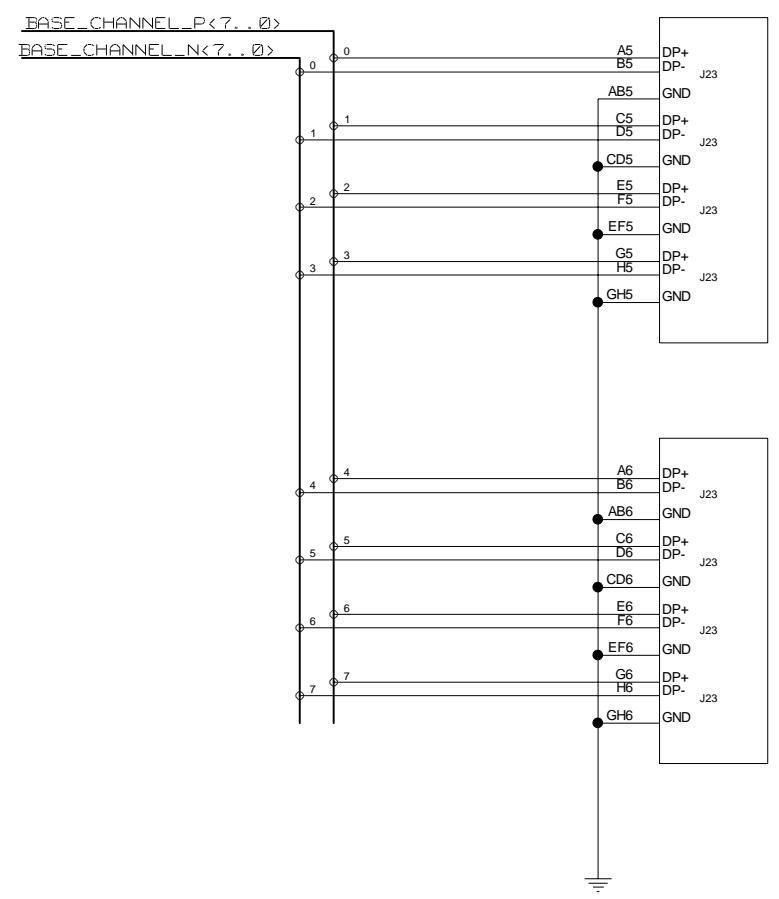 BASE_CHANNEL_P<7..0>
BASE_CHANNEL_N<7..0>
0 A5 DP+
0 B5 DP-
J23
AB5 GND
1 C5 DP+
1 D5 DP-
J23
CD5 GND
2 E5 DP+
2 F5 DP-
J23
EF5 GND
3 G5 DP+
3 H5 DP-
J23
GH5 GND
4 A6 DP+
4 B6 DP-
J23
AB6 GND
5 C6 DP+
5 D6 DP-
J23
CD6 GND
6 E6 DP+
6 F6 DP-
J23
EF6 GND
7 G6 DP+
7 H6 DP-
J23
GH6 GND